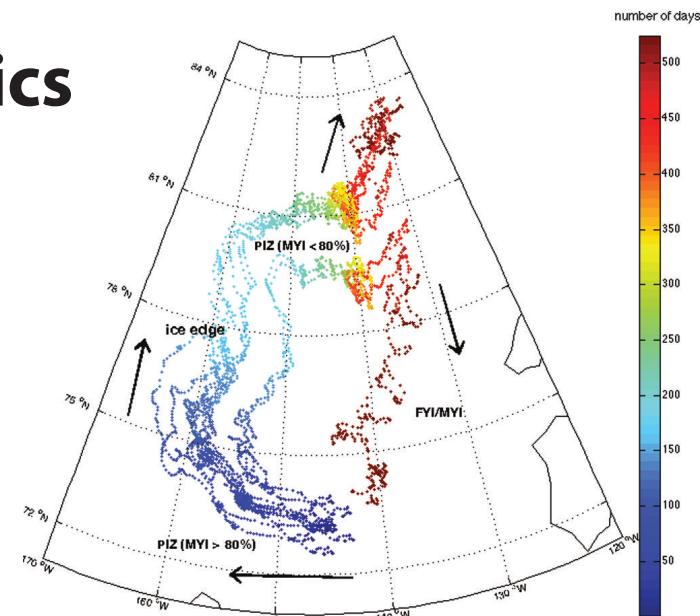 ics
number of days
500
450
400
350
300
250
200
150
100
50
84 °N
81 °N
78 °N
75 °N
72 °N
170 °W
160 °W
130 °W
120 °W
PIZ (MYI < 80%)
ice edge
FYI/MYI
PIZ (MYI > 80%)